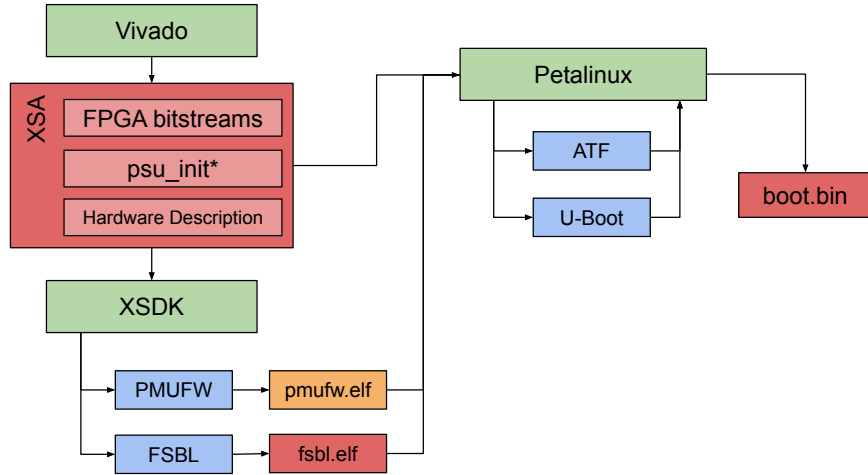 Vivado
XSA
FPGA bitstreams
psu_init*
Hardware Description
XSDK
PMUFW
pmufw.elf
FSBL
fsbl.elf
Petalinux
ATF
U-Boot
boot.bin